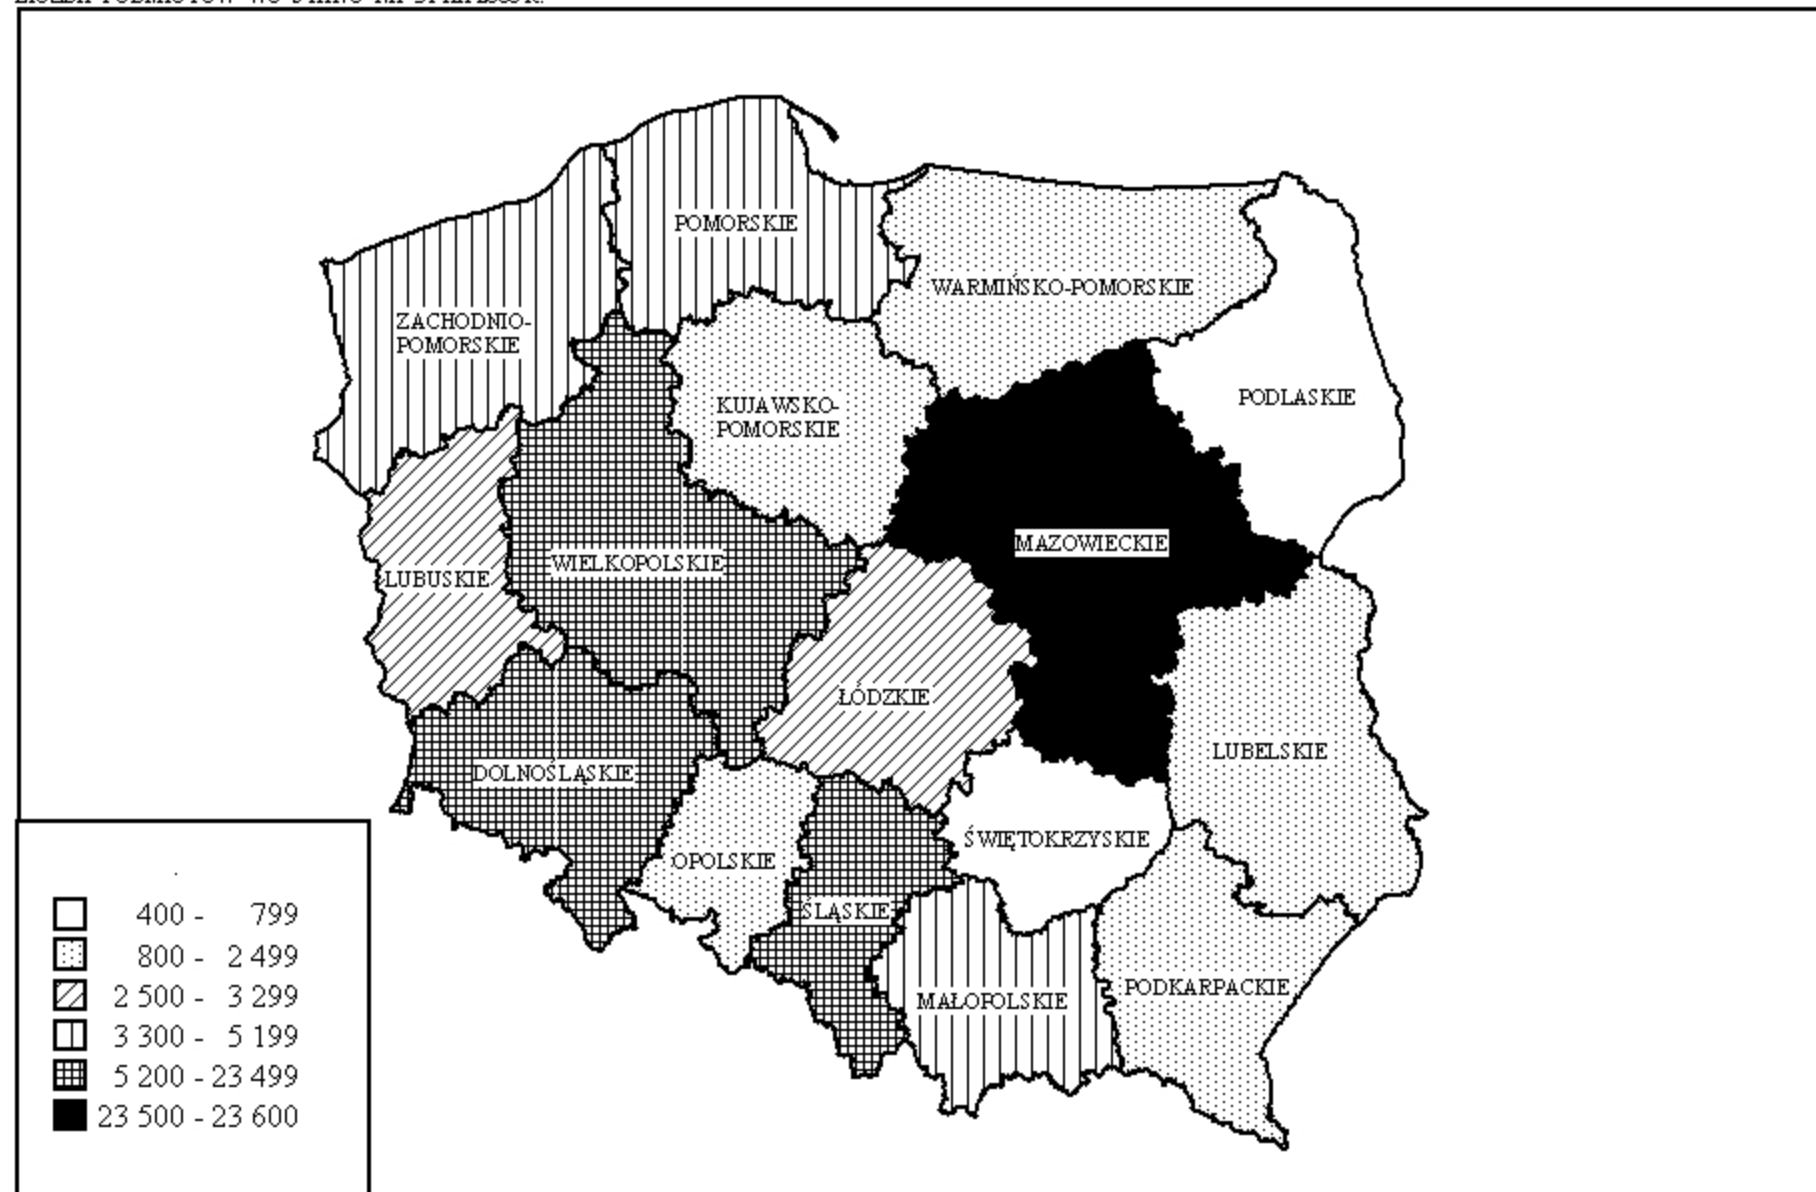 POMORSKIE
WARMIŃSKO-POMORSKIE
ZACHODNIO-
POMORSKIE
PODLASKIE
KUJAWSKO-
POMORSKIE
MAZOWIECKIE
WIELKOPOLSKIE
LUBUSKIE
ŁÓDZKIE
LUBELSKIE
DOLNOŚLĄSKIE
ŚWIĘTOKRZYSKIE
OPOLSKIE
ŚLĄSKIE
PODKARPACKIE
MAŁOPOLSKIE
400 - 799
800 - 2 499
2 500 - 3 299
3 300 - 5 199
5 200 - 23 499
23 500 - 23 600